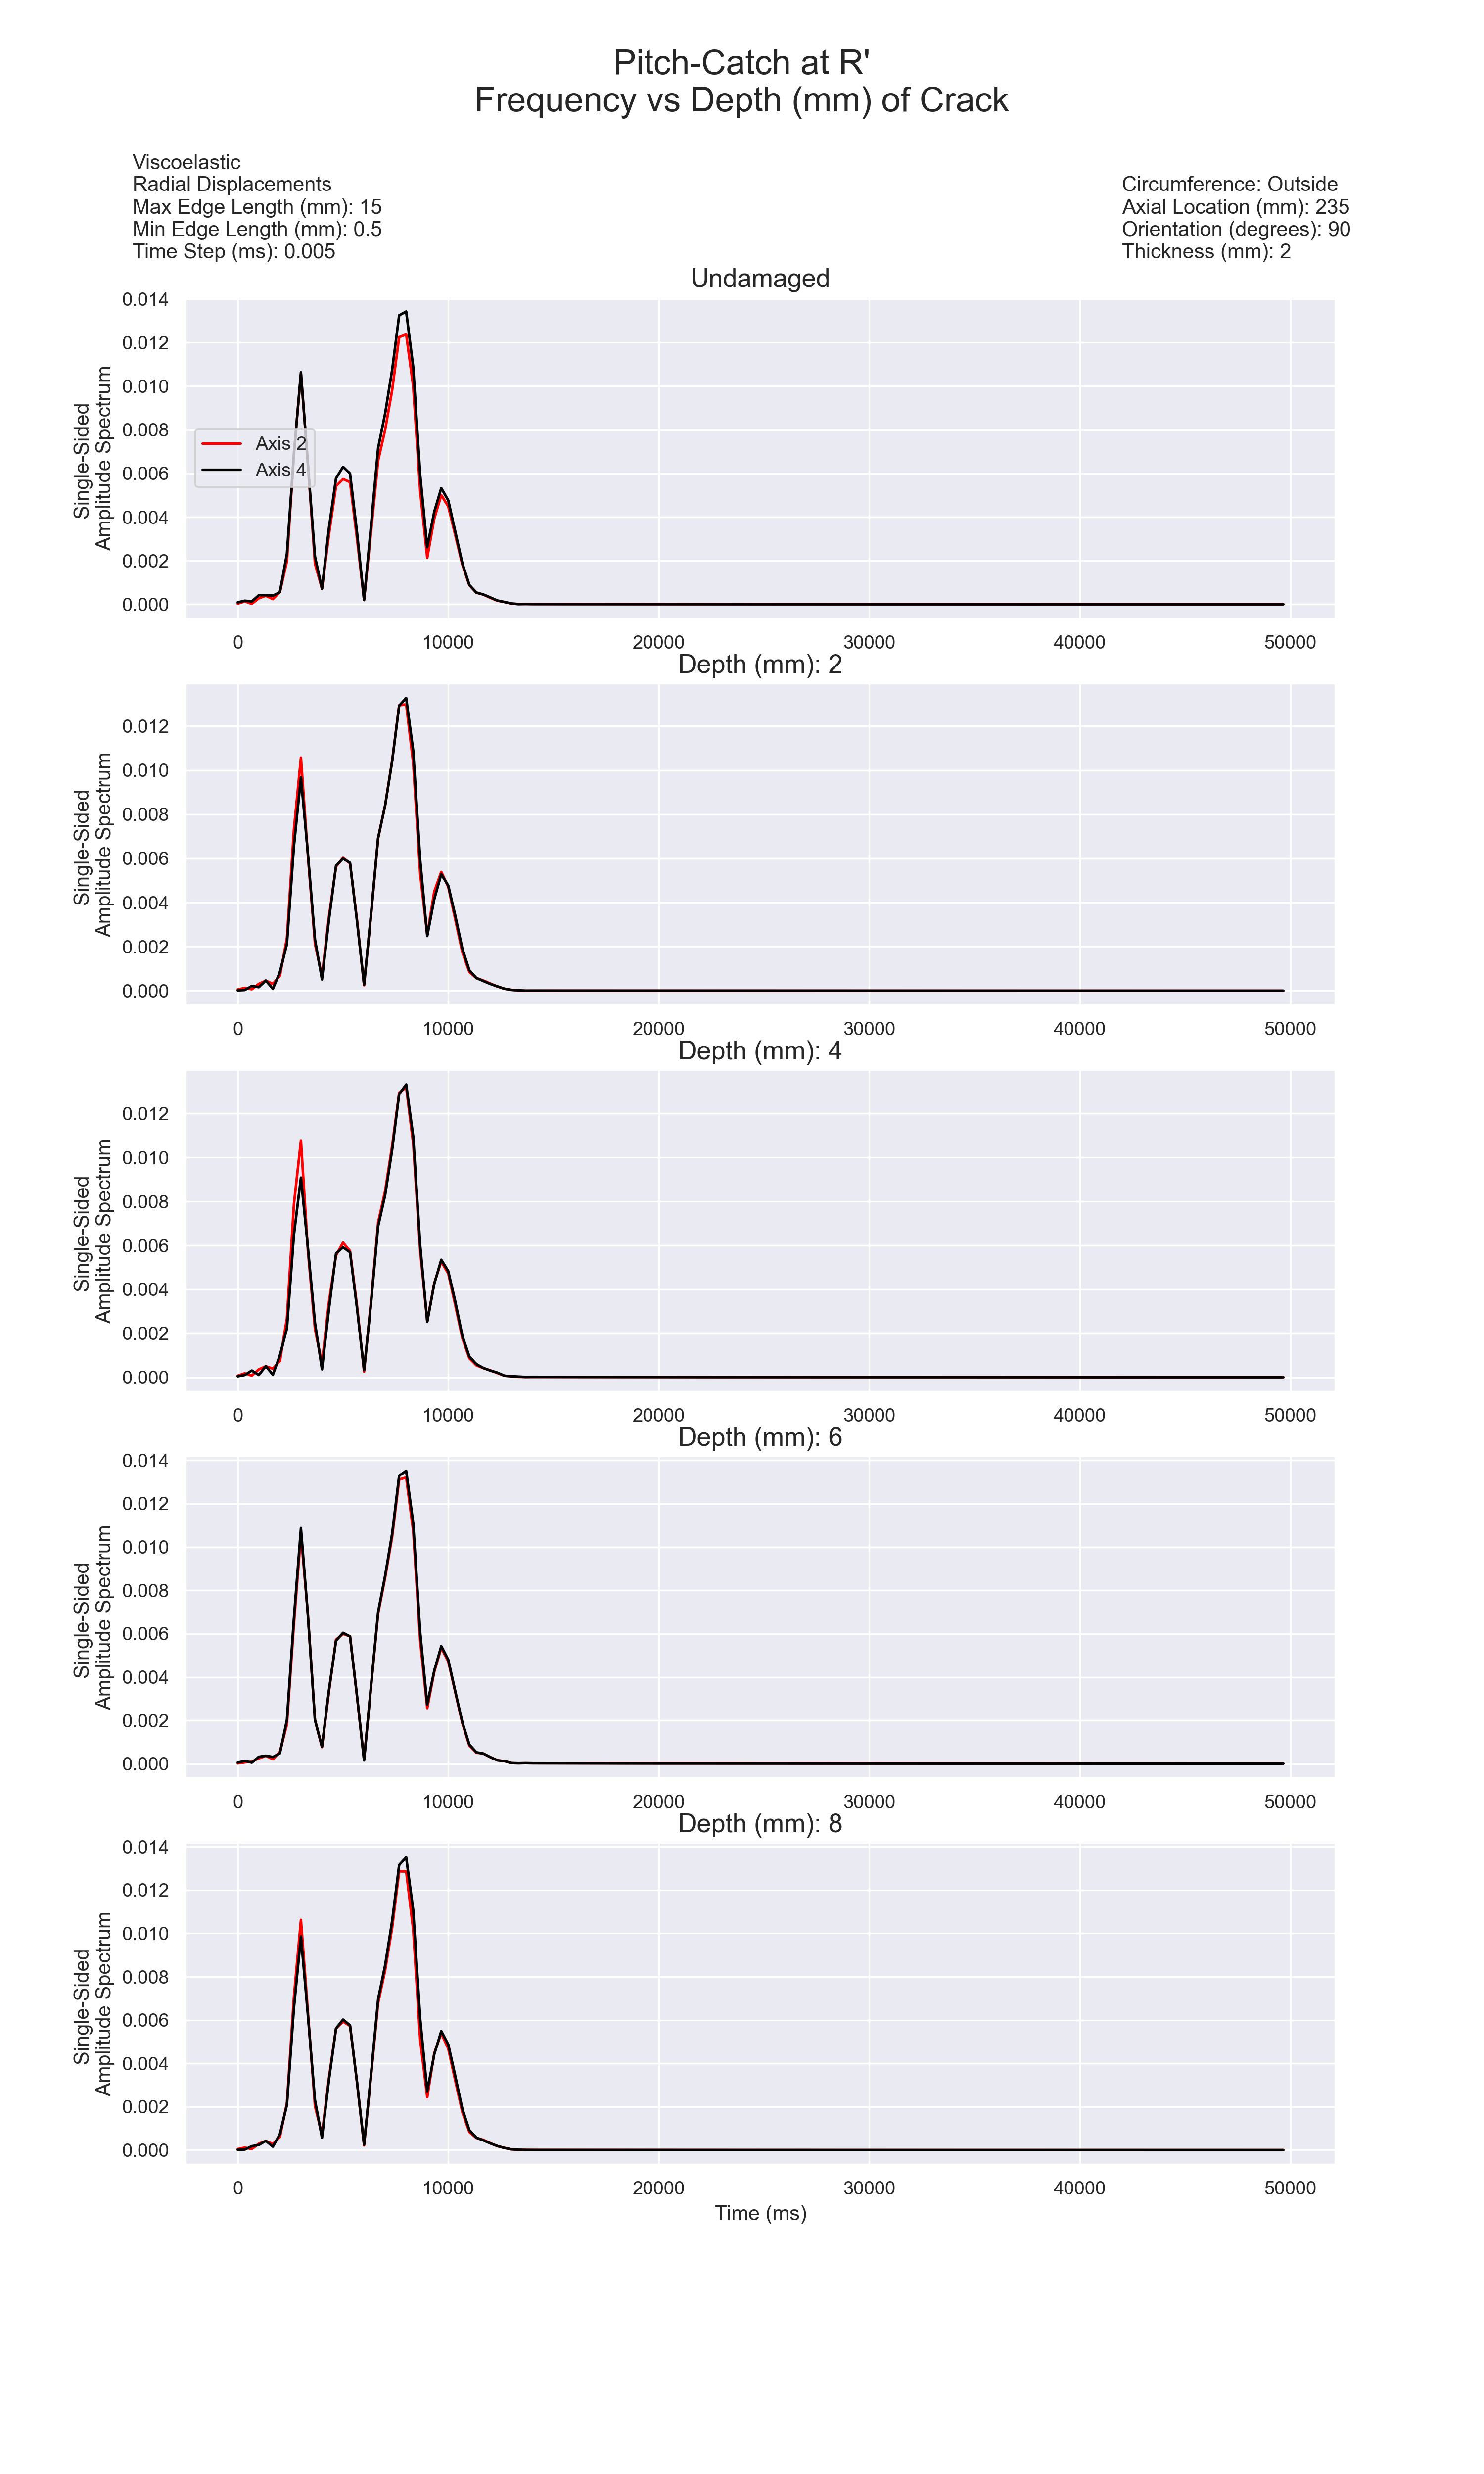 Pitch-Catch at R'
Frequency vs Depth (mm) of Crack
Viscoelastic
Radial Displacements
Max Edge Length (mm): 15
Min Edge Length (mm): 0.5
Time Step (ms): 0.005
Circumference: Outside
Axial Location (mm): 235
Orientation (degrees): 90
Thickness (mm): 2
Undamaged
Single-Sided
Amplitude Spectrum
0.014
0.012
0.010
0.008
0.006
0.004
0.002
0.000
Axis 2
Axis 4
0 10000 20000 30000 40000 50000
Depth (mm): 2
Single-Sided
Amplitude Spectrum
0.012
0.010
0.008
0.006
0.004
0.002
0.000
0 10000 20000 30000 40000 50000
Depth (mm): 4
Single-Sided
Amplitude Spectrum
0.012
0.010
0.008
0.006
0.004
0.002
0.000
0 10000 20000 30000 40000 50000
Depth (mm): 6
Single-Sided
Amplitude Spectrum
0.014
0.012
0.010
0.008
0.006
0.004
0.002
0.000
0 10000 20000 30000 40000 50000
Depth (mm): 8
Single-Sided
Amplitude Spectrum
0.014
0.012
0.010
0.008
0.006
0.004
0.002
0.000
0 10000 20000 30000 40000 50000
Time (ms)